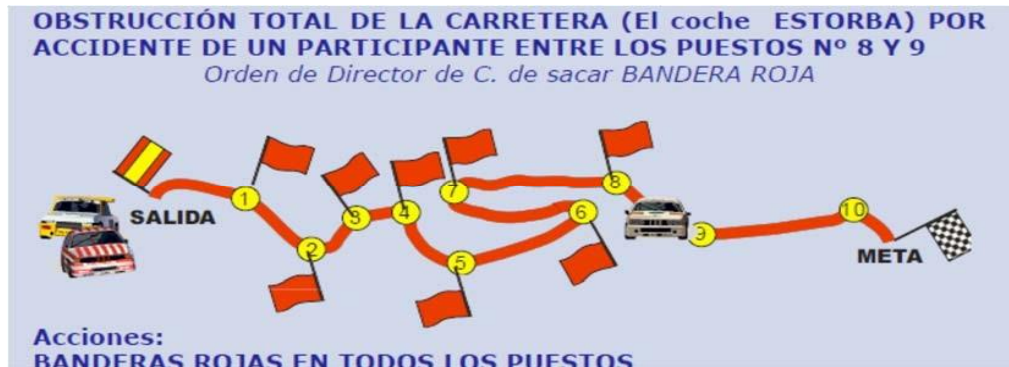 OBSTRUCCIÓN TOTAL DE LA CARRETERA (El coche ESTORBA) POR
ACCIDENTE DE UN PARTICIPANTE ENTRE LOS PUESTOS Nº 8 Y 9
Orden de Director de C. de sacar BANDERA ROJA
SALIDA
1
2
3
4
5
6
7
8
9
10
META
Acciones:
BANDERAS ROJAS EN TODOS LOS PUESTOS